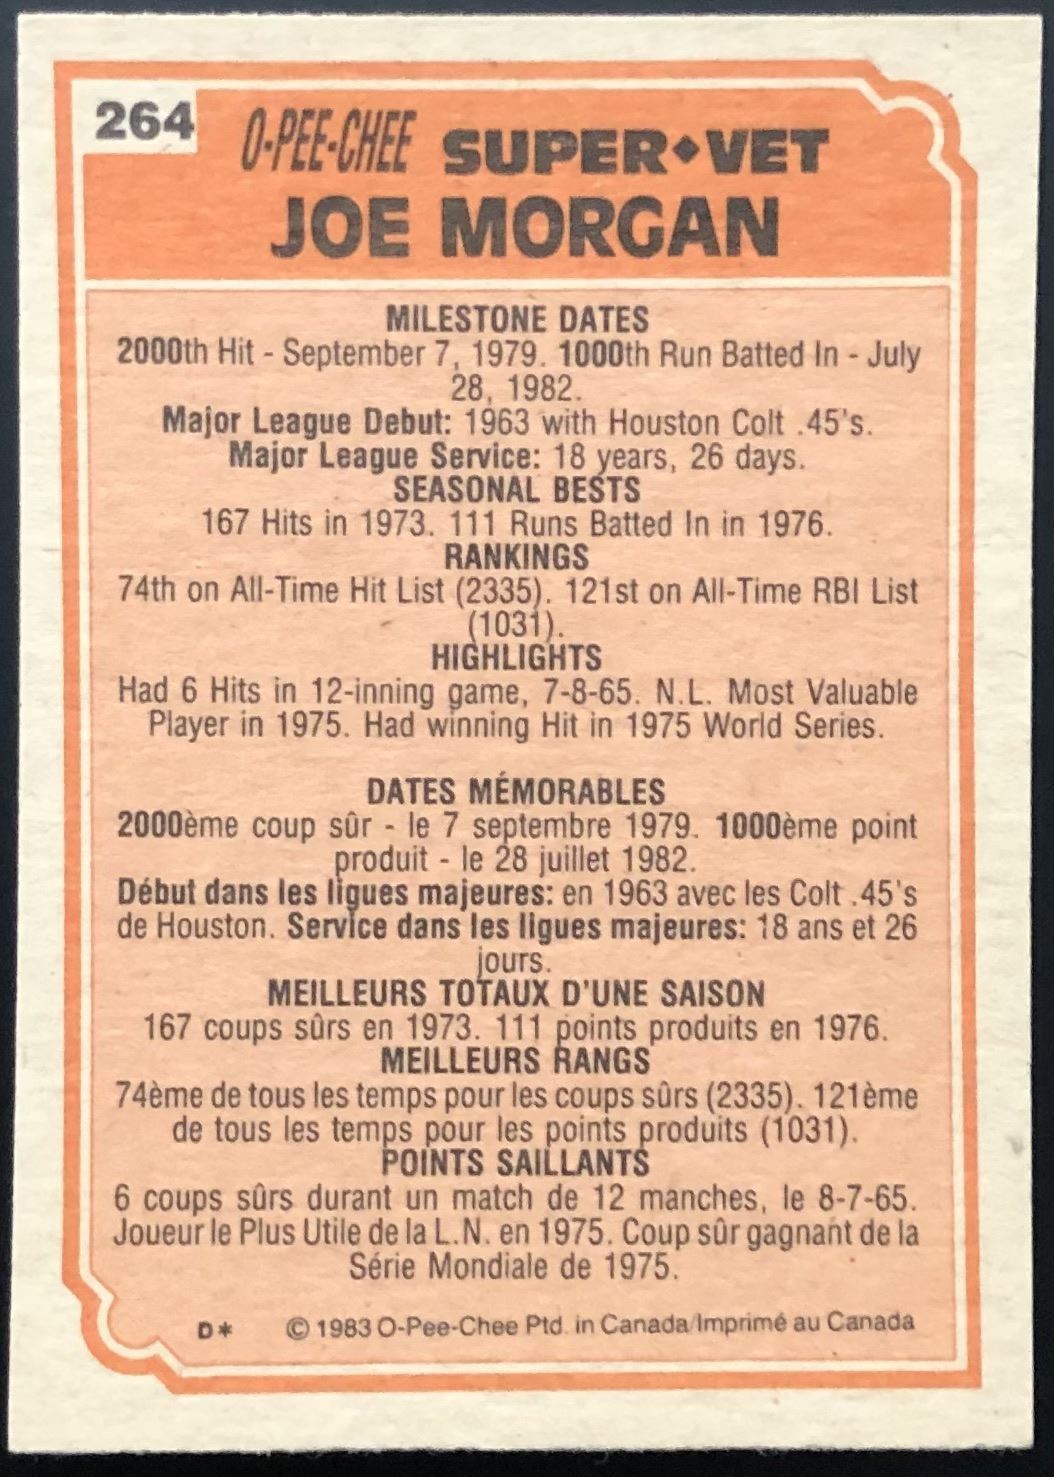 264
O-PEE-CHEE SUPER◆VET
JOE MORGAN
MILESTONE DATES
2000th Hit - September 7, 1979. 1000th Run Batted In - July
28, 1982.
Major League Debut: 1963 with Houston Colt .45's.
Major League Service: 18 years, 26 days.
SEASONAL BESTS
167 Hits in 1973. 111 Runs Batted In in 1976.
RANKINGS
74th on All-Time Hit List (2335). 121st on All-Time RBI List
(1031).
HIGHLIGHTS
Had 6 Hits in 12-inning game, 7-8-65. N.L. Most Valuable
Player in 1975. Had winning Hit in 1975 World Series.
DATES MÉMORABLES
2000ème coup sûr - le 7 septembre 1979. 1000ème point
produit - le 28 juillet 1982.
Début dans les ligues majeures: en 1963 avec les Colt .45's
de Houston. Service dans les ligues majeures: 18 ans et 26
jours.
MEILLEURS TOTAUX D'UNE SAISON
167 coups sûrs en 1973. 111 points produits en 1976.
MEILLEURS RANGS
74ème de tous les temps pour les coups sûrs (2335). 121ème
de tous les temps pour les points produits (1031).
POINTS SAILLANTS
6 coups sûrs durant un match de 12 manches, le 8-7-65.
Joueur le Plus Utile de la L.N. en 1975. Coup sûr gagnant de la
Série Mondiale de 1975.
D* © 1983 O-Pee-Chee Ptd. in Canada/Imprimé au Canada